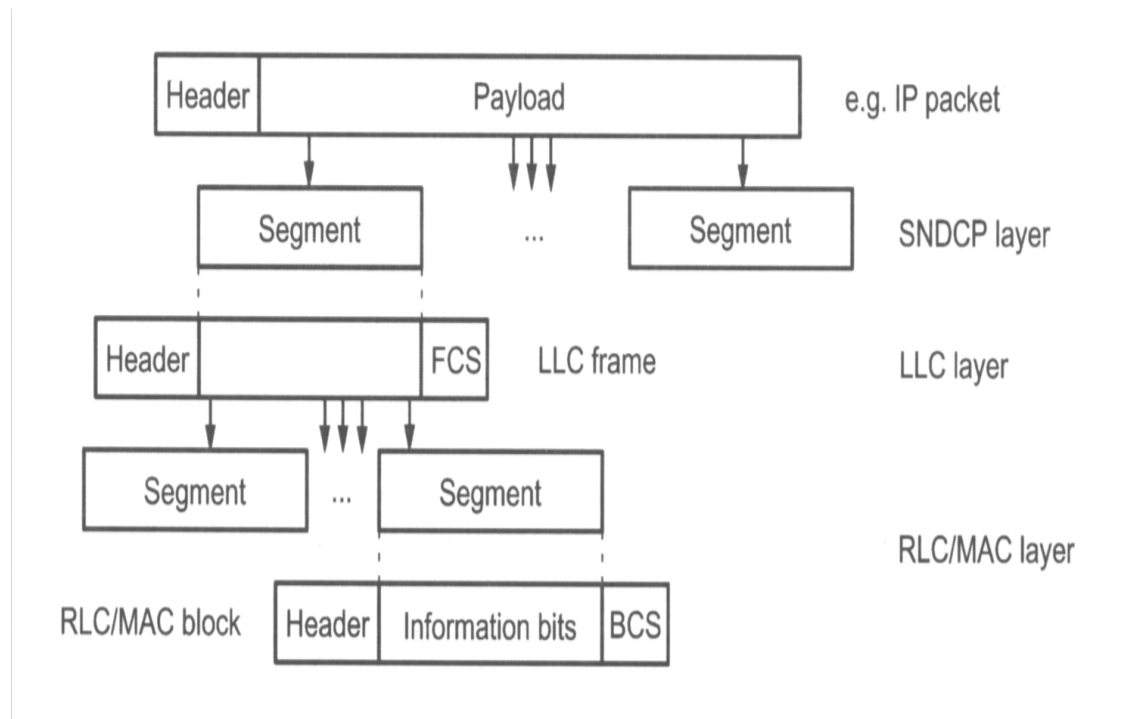 Header Payload e.g. IP packet
Segment ... Segment SNDCP layer
Header FCS LLC frame LLC layer
Segment ... Segment
RLC/MAC layer
RLC/MAC block Header Information bits BCS